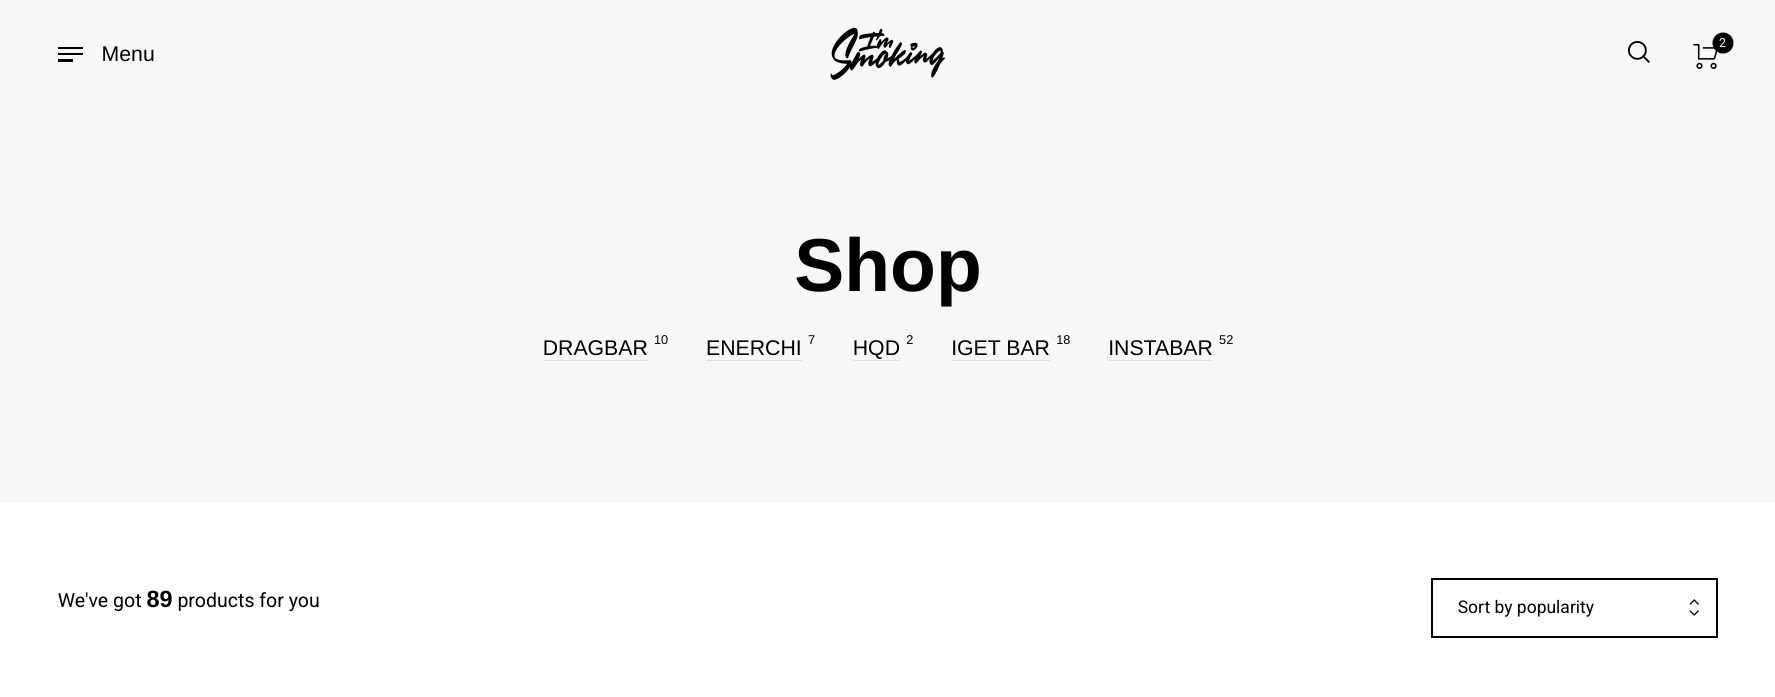 Menu
I'm
Smoking
2
Shop
DRAGBAR 10 ENERCHI 7 HQD 2 IGET BAR 18 INSTABAR 52
We've got 89 products for you
Sort by popularity